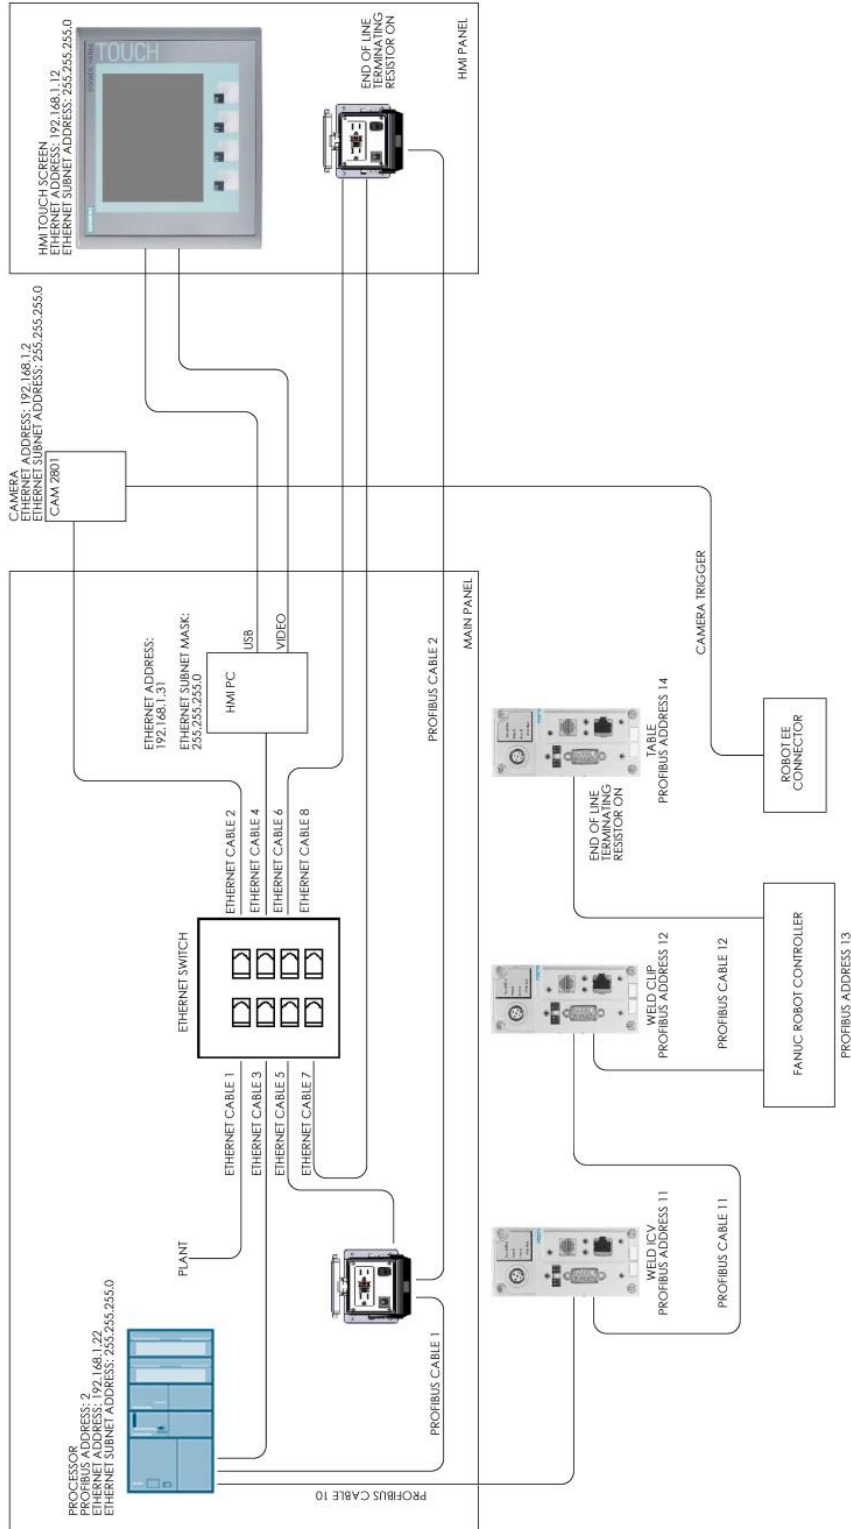 HMI TOUCH SCREEN
ETHERNET ADDRESS: 192.168.1.12
ETHERNET SUBNET ADDRESS: 255.255.255.0
TOUCH
SIEMENS
END OF LINE
TERMINATING
RESISTOR ON
HMI PANEL
CAMERA
ETHERNET ADDRESS: 192.168.1.2
ETHERNET SUBNET ADDRESS: 255.255.255.0
CAM 2801
ETHERNET ADDRESS:
192.168.1.31
ETHERNET SUBNET MASK:
255.255.255.0
HMI PC
USB
VIDEO
MAIN PANEL
PROFIBUS CABLE 2
CAMERA TRIGGER
ETHERNET CABLE 2
ETHERNET CABLE 4
ETHERNET CABLE 6
ETHERNET CABLE 8
ETHERNET SWITCH
ETHERNET CABLE 1
ETHERNET CABLE 3
ETHERNET CABLE 5
ETHERNET CABLE 7
PLANT
PROCESSOR
PROFIBUS ADDRESS: 2
ETHERNET ADDRESS: 192.168.1.22
ETHERNET SUBNET ADDRESS: 255.255.255.0
PROFIBUS CABLE 1
PROFIBUS CABLE 10
WELD ICV
PROFIBUS ADDRESS 11
PROFIBUS CABLE 11
WELD CLIP
PROFIBUS ADDRESS 12
PROFIBUS CABLE 12
TABLE
PROFIBUS ADDRESS 14
END OF LINE
TERMINATING
RESISTOR ON
ROBOT EE
CONNECTOR
FANUC ROBOT CONTROLLER
PROFIBUS ADDRESS 13